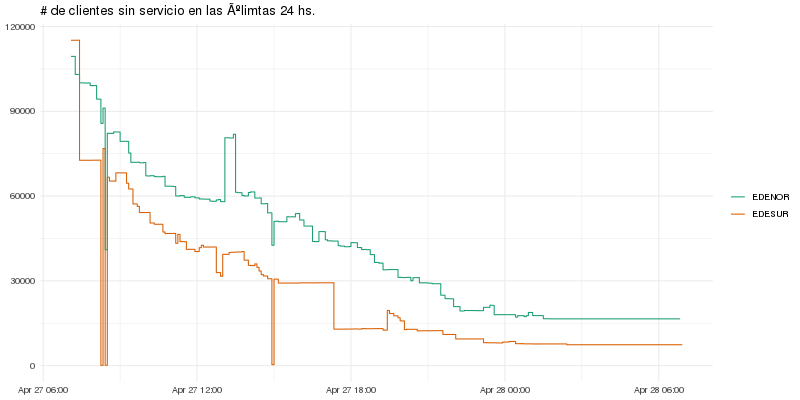 # de clientes sin servicio en las Ãºlimtas 24 hs.
120000
90000
60000
30000
0
Apr 27 06:00 Apr 27 12:00 Apr 27 18:00 Apr 28 00:00 Apr 28 06:00
EDENOR
EDESUR